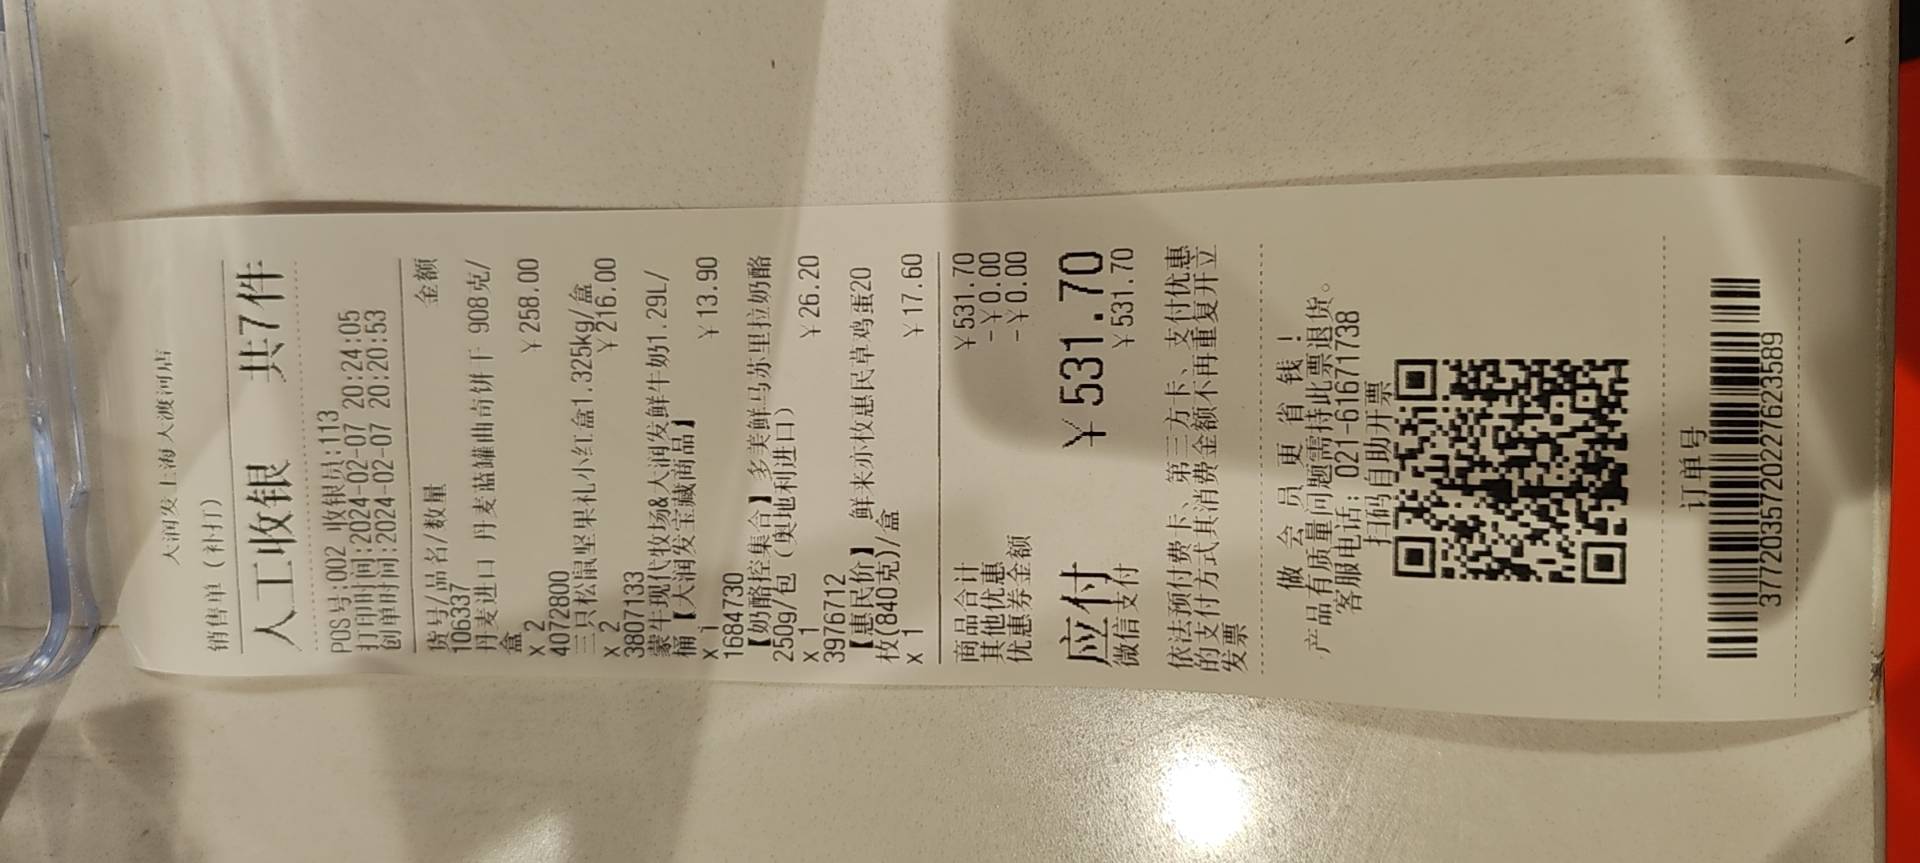 大润发上海大渡河店
销售单（补打）
人工收银 共7件
POS号:002 收银员:113
打印时间:2024-02-07 20:24:05
创单时间:2024-02-07 20:20:53
货号/品名/数量 金额
106337
丹麦进口 丹麦蓝罐曲奇饼干 908克/
盒
x 2 ￥258.00
4072800
三只松鼠坚果礼小红盒1.325kg/盒
x 2 ￥216.00
3807133
蒙牛现代牧场&大润发鲜牛奶1.29L/
桶【大润发宝藏商品】
x 1 ￥13.90
1684730
【奶酪控集合】多美鲜马苏里拉奶酪
250g/包（奥地利进口）
x 1 ￥26.20
3976712
【惠民价】 鲜来亦枚惠民草鸡蛋20
枚(840克)/盒
x 1 ￥17.60
商品合计 ￥531.70
其他优惠 -￥0.00
优惠券金额 -￥0.00
应付 ￥531.70
微信支付 ￥531.70
依法预付费卡、第三方卡、支付优惠
的支付方式其消费金额不再重复开立
发票
做 会 员 更 省 钱 ！
产品有质量问题需持此票退货。
客服电话: 021-61671738
扫码自助开票
订单号
3772035720227623589